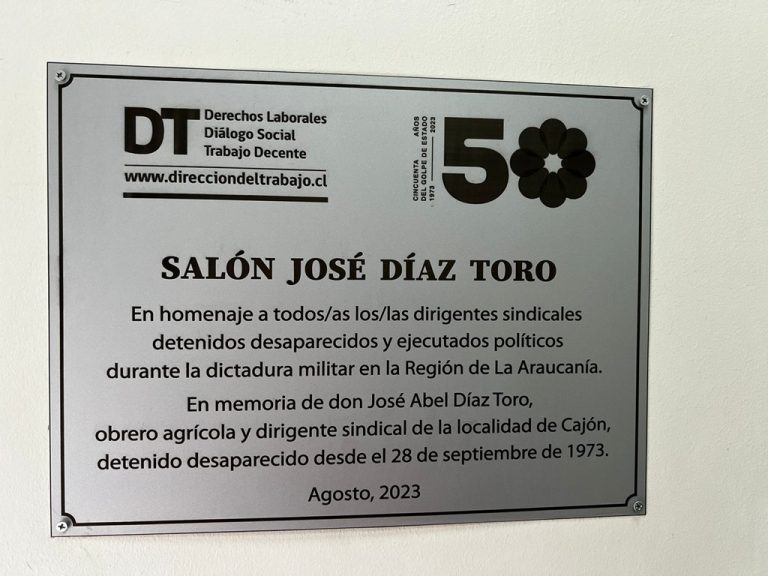 DT
Derechos Laborales
Diálogo Social
Trabajo Decente
www.direcciondeltrabajo.cl
CINCUENTA AÑOS
DEL GOLPE DE ESTADO
1973 2023
50
SALÓN JOSÉ DÍAZ TORO
En homenaje a todos/as los/las dirigentes sindicales
detenidos desaparecidos y ejecutados políticos
durante la dictadura militar en la Región de La Araucanía.
En memoria de don José Abel Díaz Toro,
obrero agrícola y dirigente sindical de la localidad de Cajón,
detenido desaparecido desde el 28 de septiembre de 1973.
Agosto, 2023